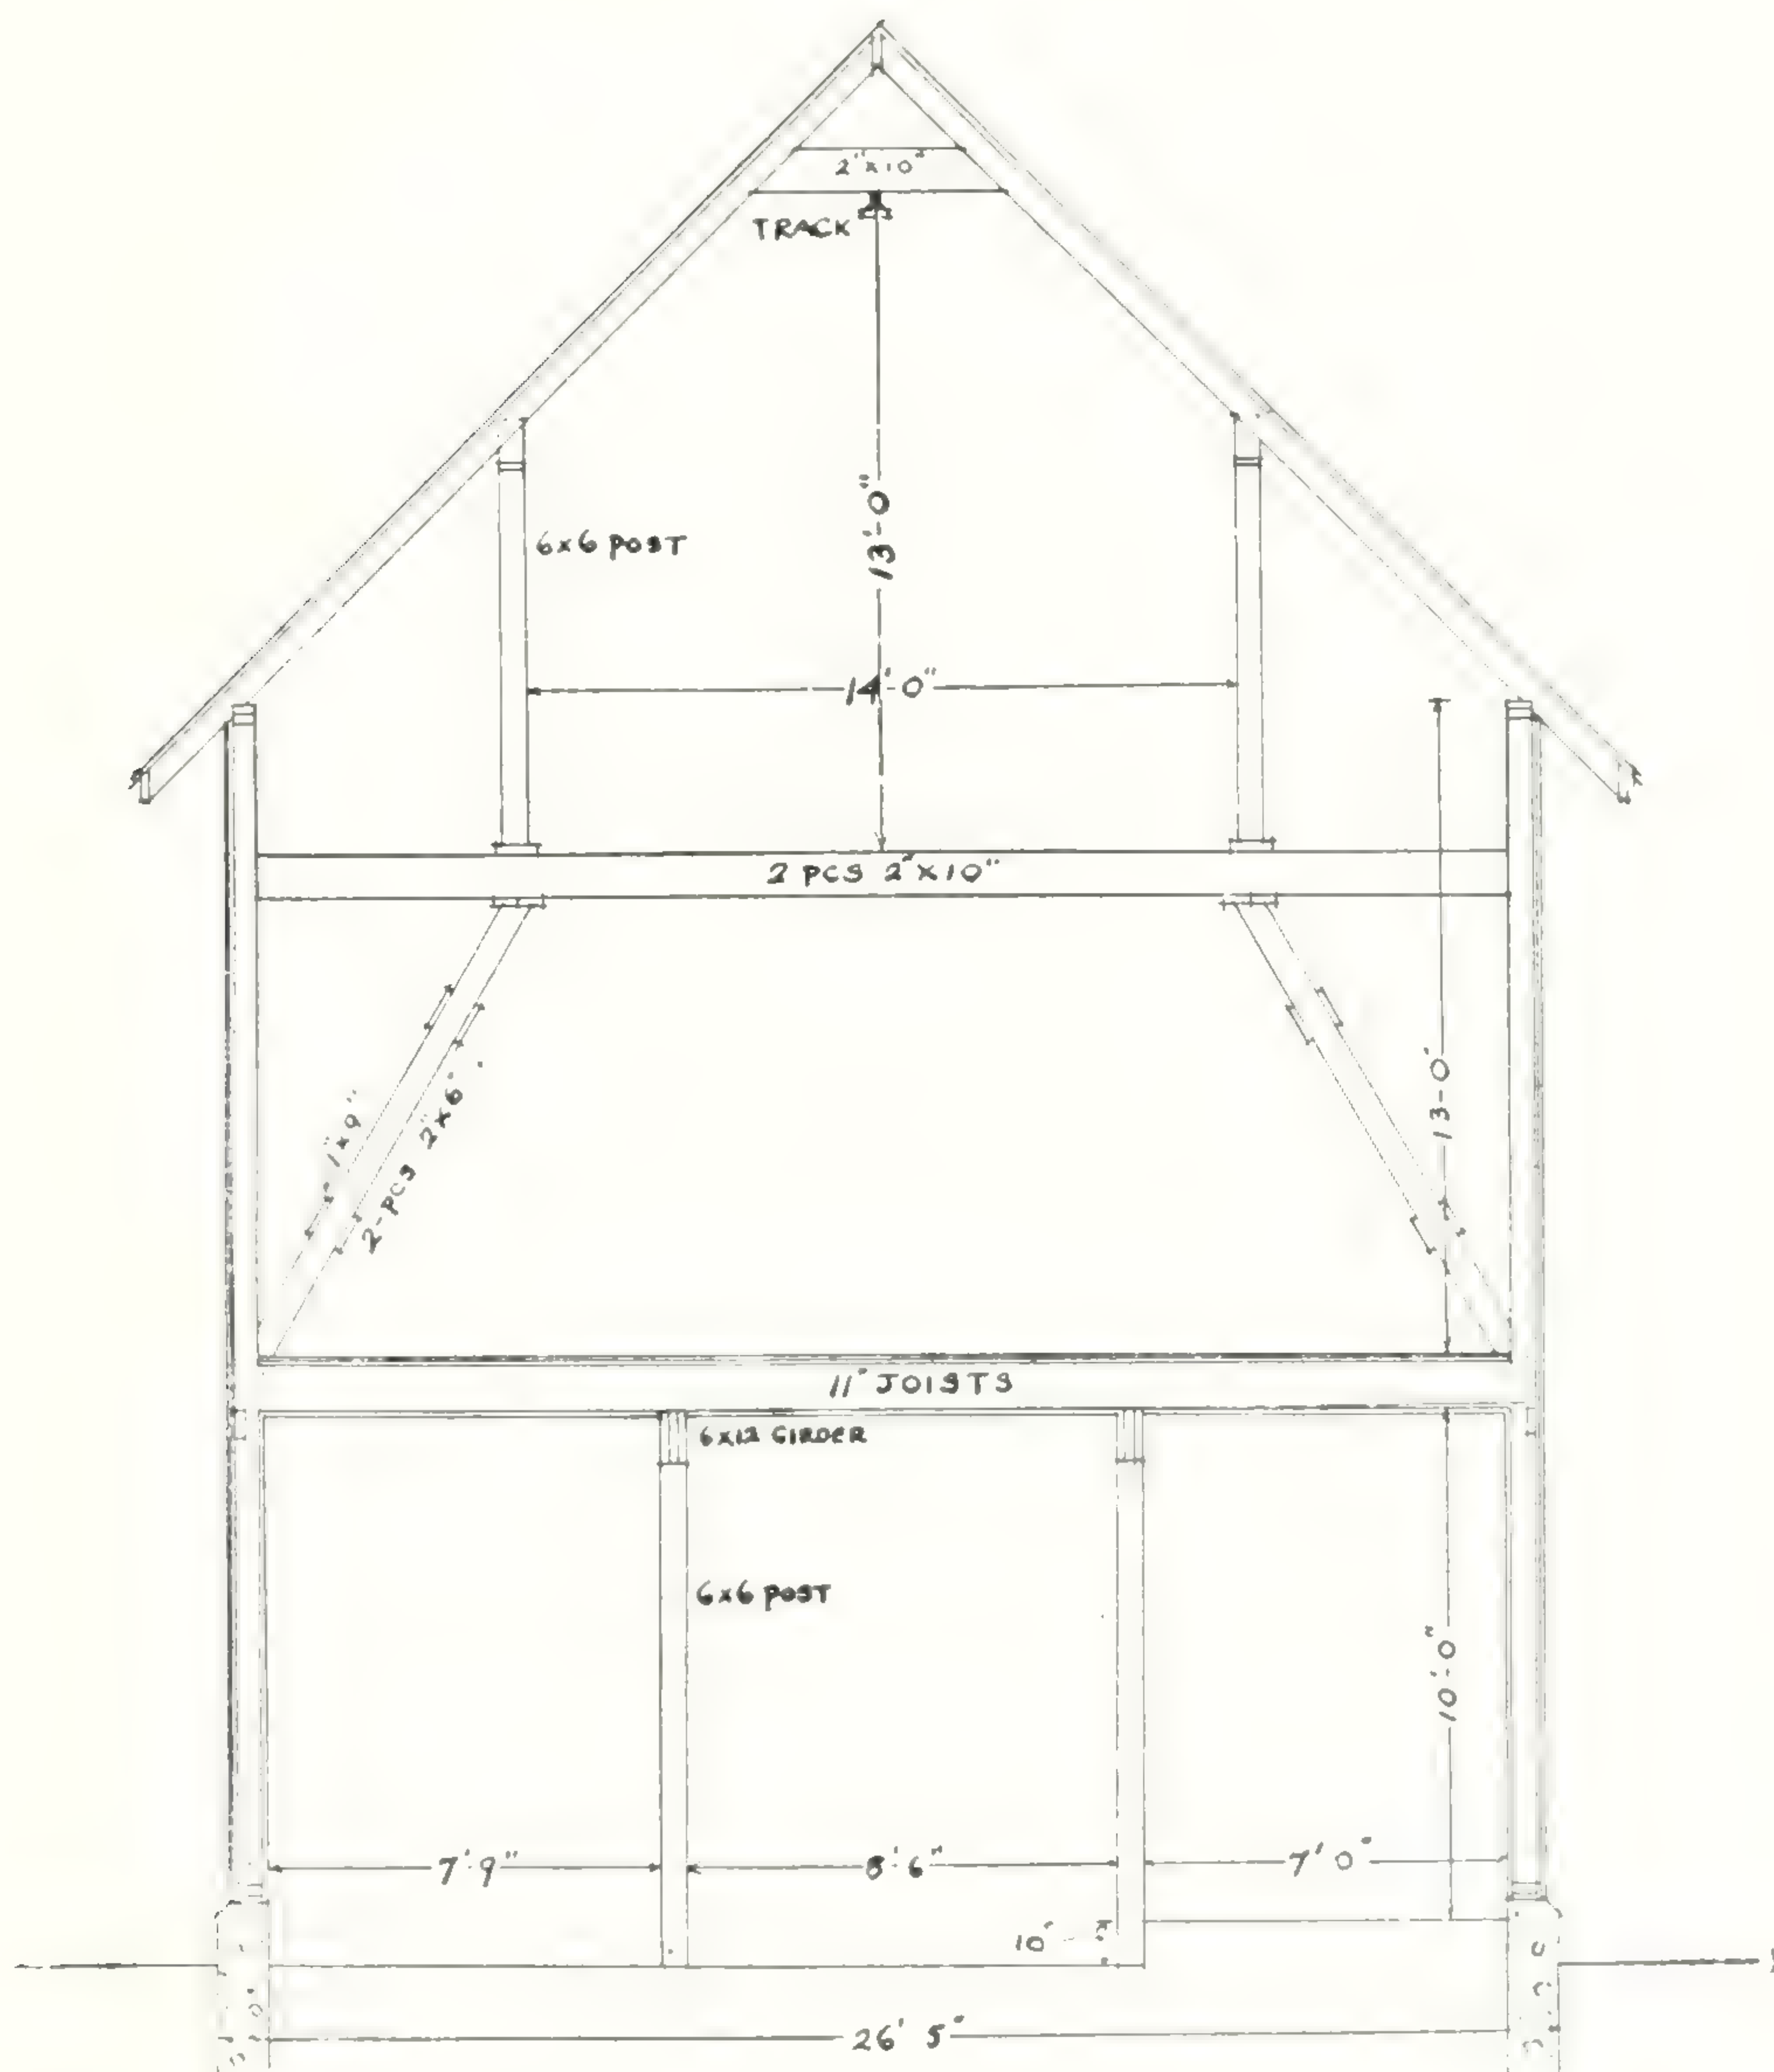 2"x10"
TRACK
13'-0"
6x6 POST
14'-0"
2 PCS 2"x10"
1"x9"
2-PCS 2"x6"
13-0"
11" JOISTS
6x12 GIRDER
6x6 POST
10'-0"
7'-9"
8'-6"
7' 0"
10"
26' 5"